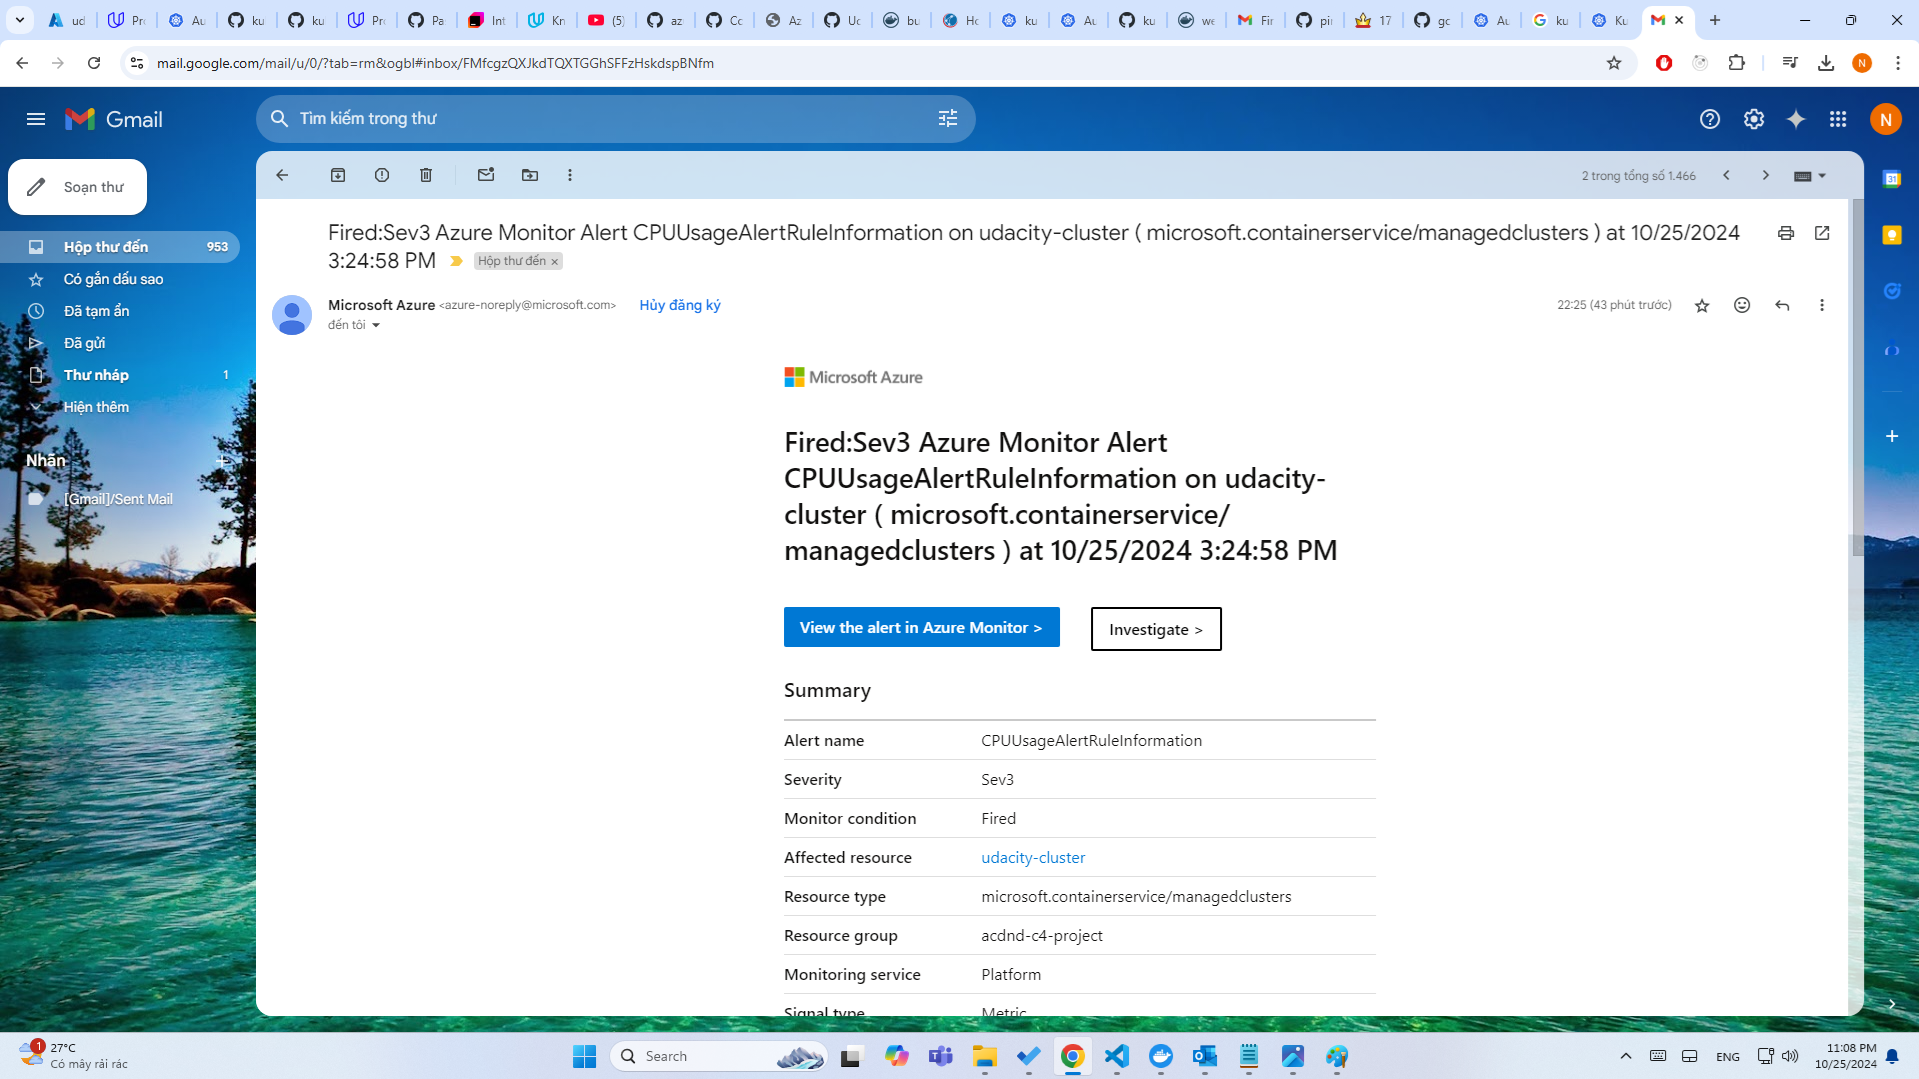 ud
Pro
Au
ku
ku
Pro
Pa
Int
Kn
(5)
az
Co
Az
Uc
bu
Ho
ku
Au
ku
we
Fir
pir
17
gc
Au
ku
Ku
mail.google.com/mail/u/0/?tab=rm&ogbl#inbox/FMfcgzQXJkdTQXTGGhSFFzHskdspBNfm
N
Gmail
Tìm kiếm trong thư
N
Soạn thư
2 trong tổng số 1.466
31
Hộp thư đến 953
Có gắn dấu sao
Đã tạm ẩn
Đã gửi
Thư nháp 1
Hiện thêm
Nhãn
[Gmail]/Sent Mail
Fired:Sev3 Azure Monitor Alert CPUUsageAlertRuleInformation on udacity-cluster ( microsoft.containerservice/managedclusters ) at 10/25/2024
3:24:58 PM Hộp thư đến
Microsoft Azure <azure-noreply@microsoft.com> Hủy đăng ký 22:25 (43 phút trước)
đến tôi
Microsoft Azure
Fired:Sev3 Azure Monitor Alert
CPUUsageAlertRuleInformation on udacity-
cluster ( microsoft.containerservice/
managedclusters ) at 10/25/2024 3:24:58 PM
View the alert in Azure Monitor > Investigate >
Summary
Alert name CPUUsageAlertRuleInformation
Severity Sev3
Monitor condition Fired
Affected resource udacity-cluster
Resource type microsoft.containerservice/managedclusters
Resource group acdnd-c4-project
Monitoring service Platform
Signal type Metric
1
27°C
Có mây rải rác
Search
ENG
11:08 PM
10/25/2024